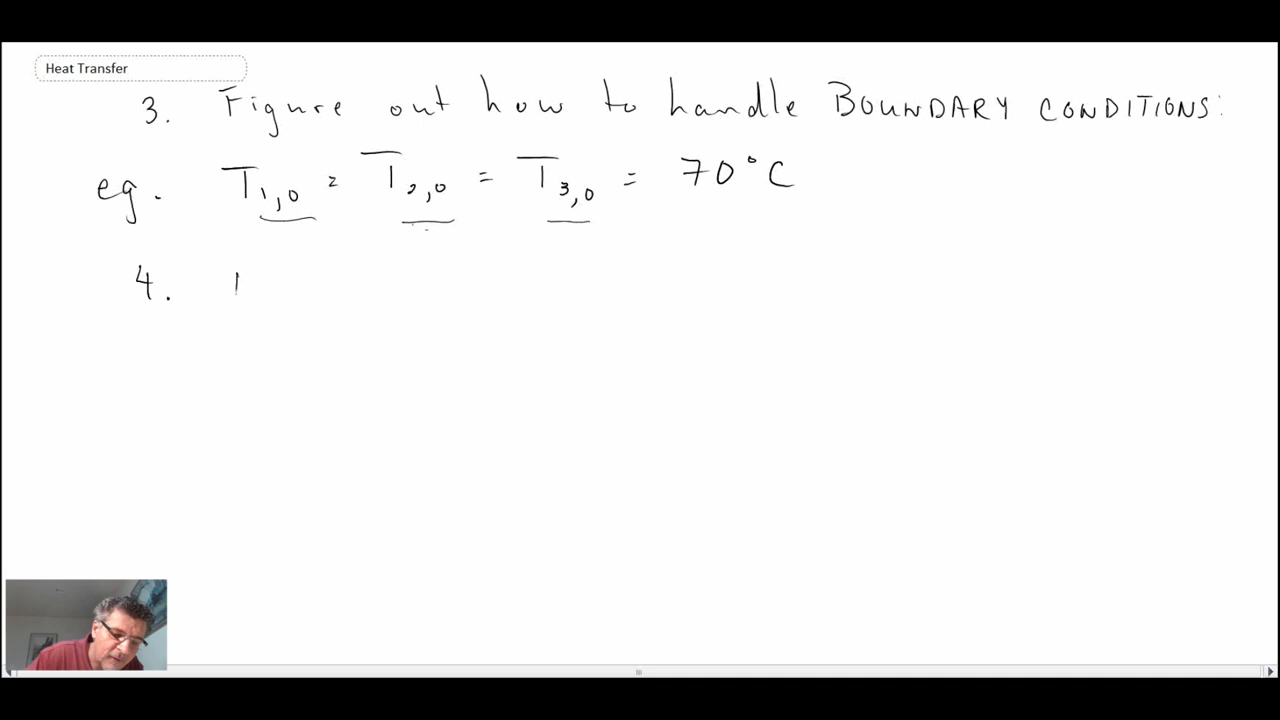 Heat Transfer
3. Figure out how to handle BOUNDARY CONDITIONS:
eg. T1,0 = T2,0 = T3,0 = 70°C
4.